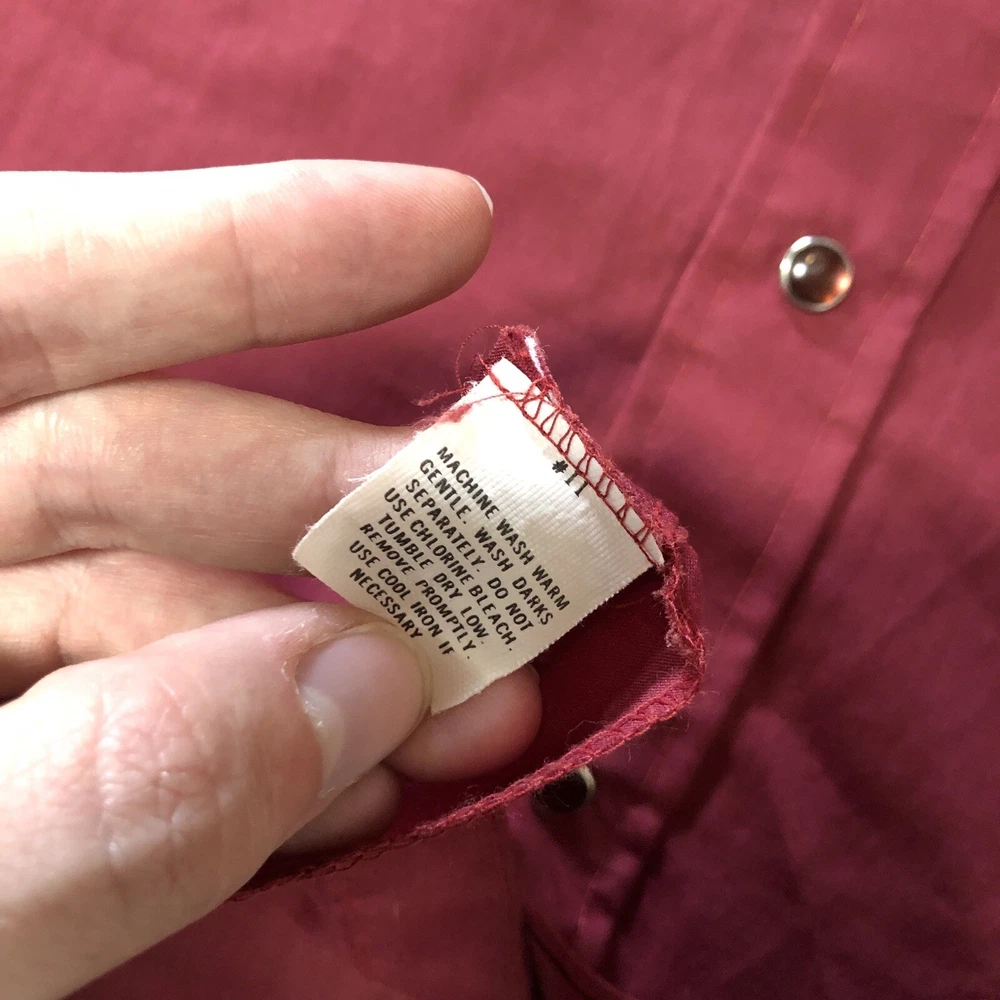 #11
MACHINE WASH WARM
GENTLE. WASH DARKS
SEPARATELY. DO NOT
USE CHLORINE BLEACH.
TUMBLE DRY LOW.
REMOVE PROMPTLY.
USE COOL IRON IF
NECESSARY